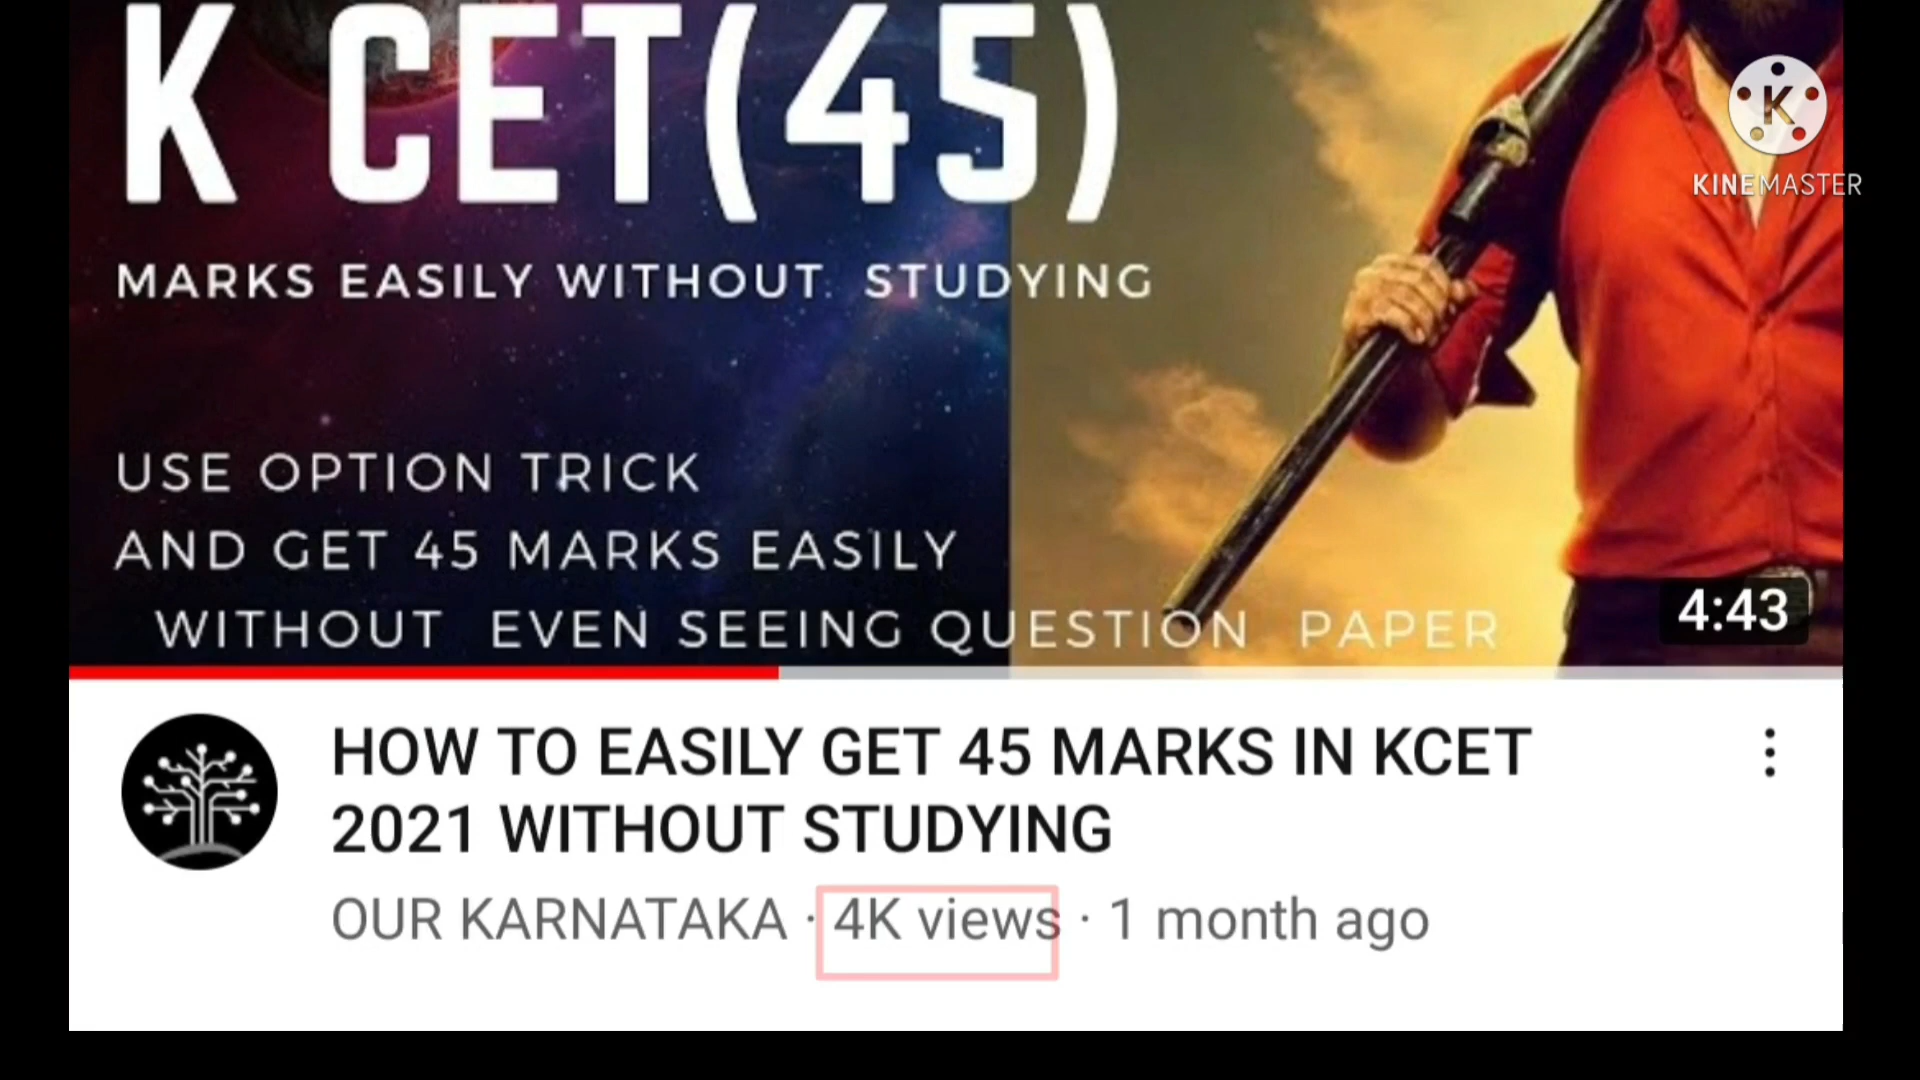 K CET(45)
MARKS EASILY WITHOUT. STUDYING
K
KINEMASTER
USE OPTION TRICK
AND GET 45 MARKS EASILY
WITHOUT EVEN SEEING QUESTION PAPER
4:43
HOW TO EASILY GET 45 MARKS IN KCET
2021 WITHOUT STUDYING
OUR KARNATAKA · 4K views · 1 month ago